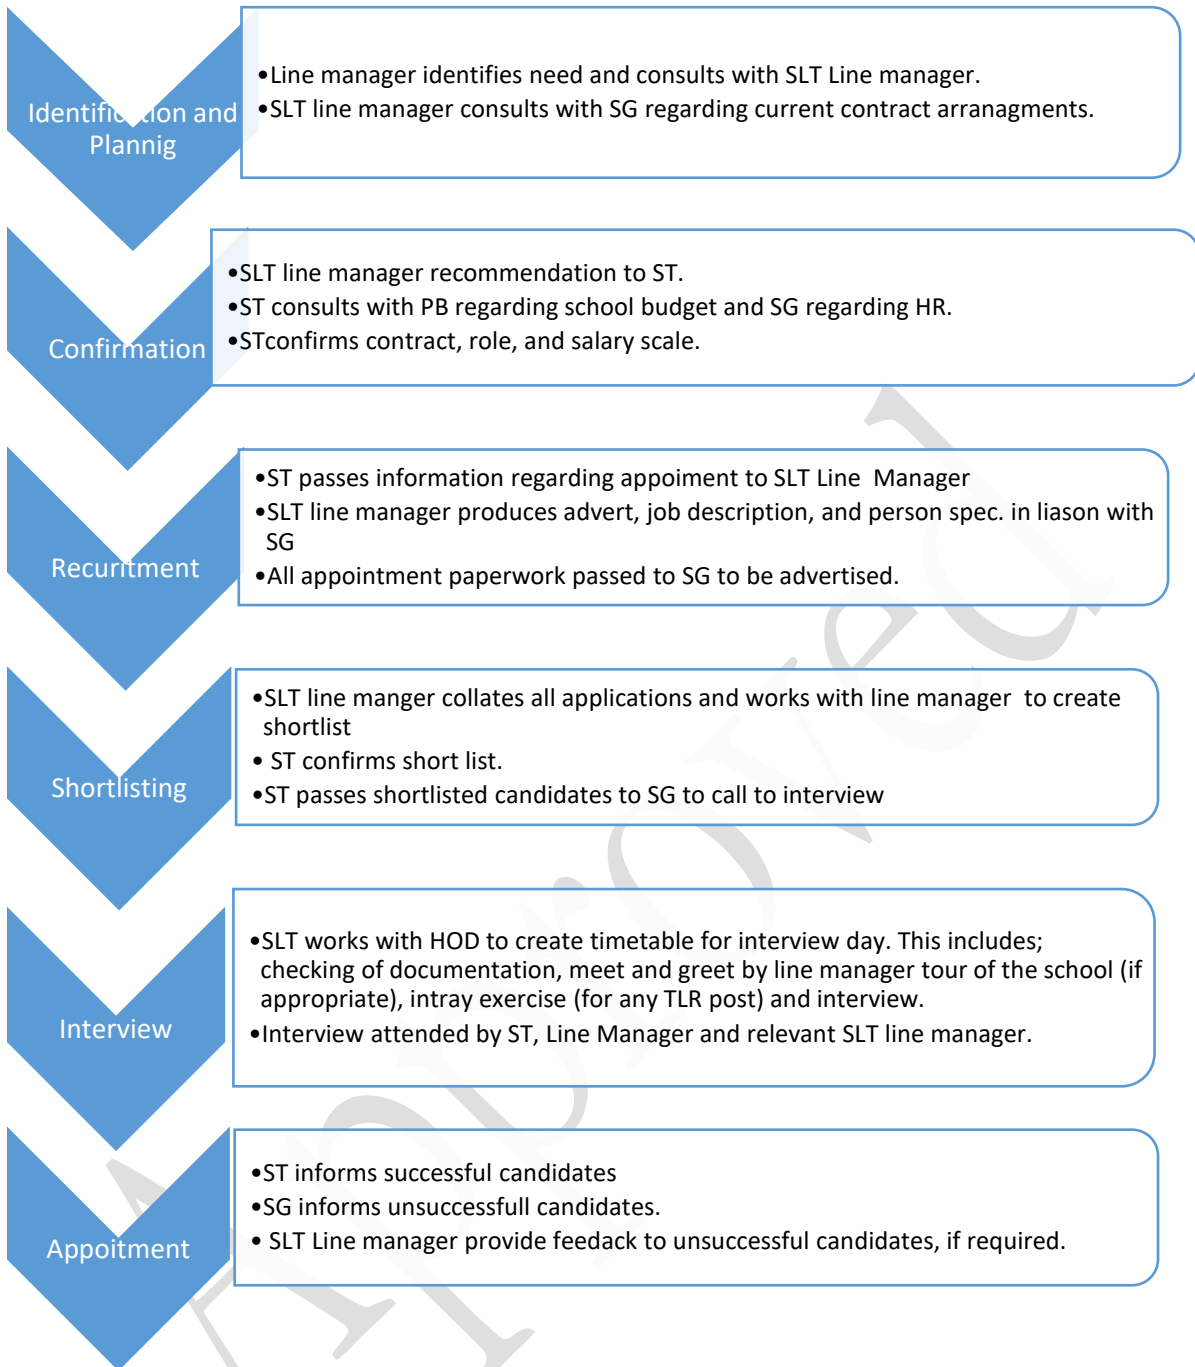 Identification and
Plannig
•Line manager identifies need and consults with SLT Line manager.
•SLT line manager consults with SG regarding current contract arranagments.
Confirmation
•SLT line manager recommendation to ST.
•ST consults with PB regarding school budget and SG regarding HR.
•STconfirms contract, role, and salary scale.
Recuritment
•ST passes information regarding appoiment to SLT Line Manager
•SLT line manager produces advert, job description, and person spec. in liason with
SG
•All appointment paperwork passed to SG to be advertised.
Shortlisting
•SLT line manger collates all applications and works with line manager to create
shortlist
• ST confirms short list.
•ST passes shortlisted candidates to SG to call to interview
Interview
•SLT works with HOD to create timetable for interview day. This includes;
checking of documentation, meet and greet by line manager tour of the school (if
appropriate), intray exercise (for any TLR post) and interview.
•Interview attended by ST, Line Manager and relevant SLT line manager.
Appoitment
•ST informs successful candidates
•SG informs unsuccessfull candidates.
• SLT Line manager provide feedack to unsuccessful candidates, if required.
Approved